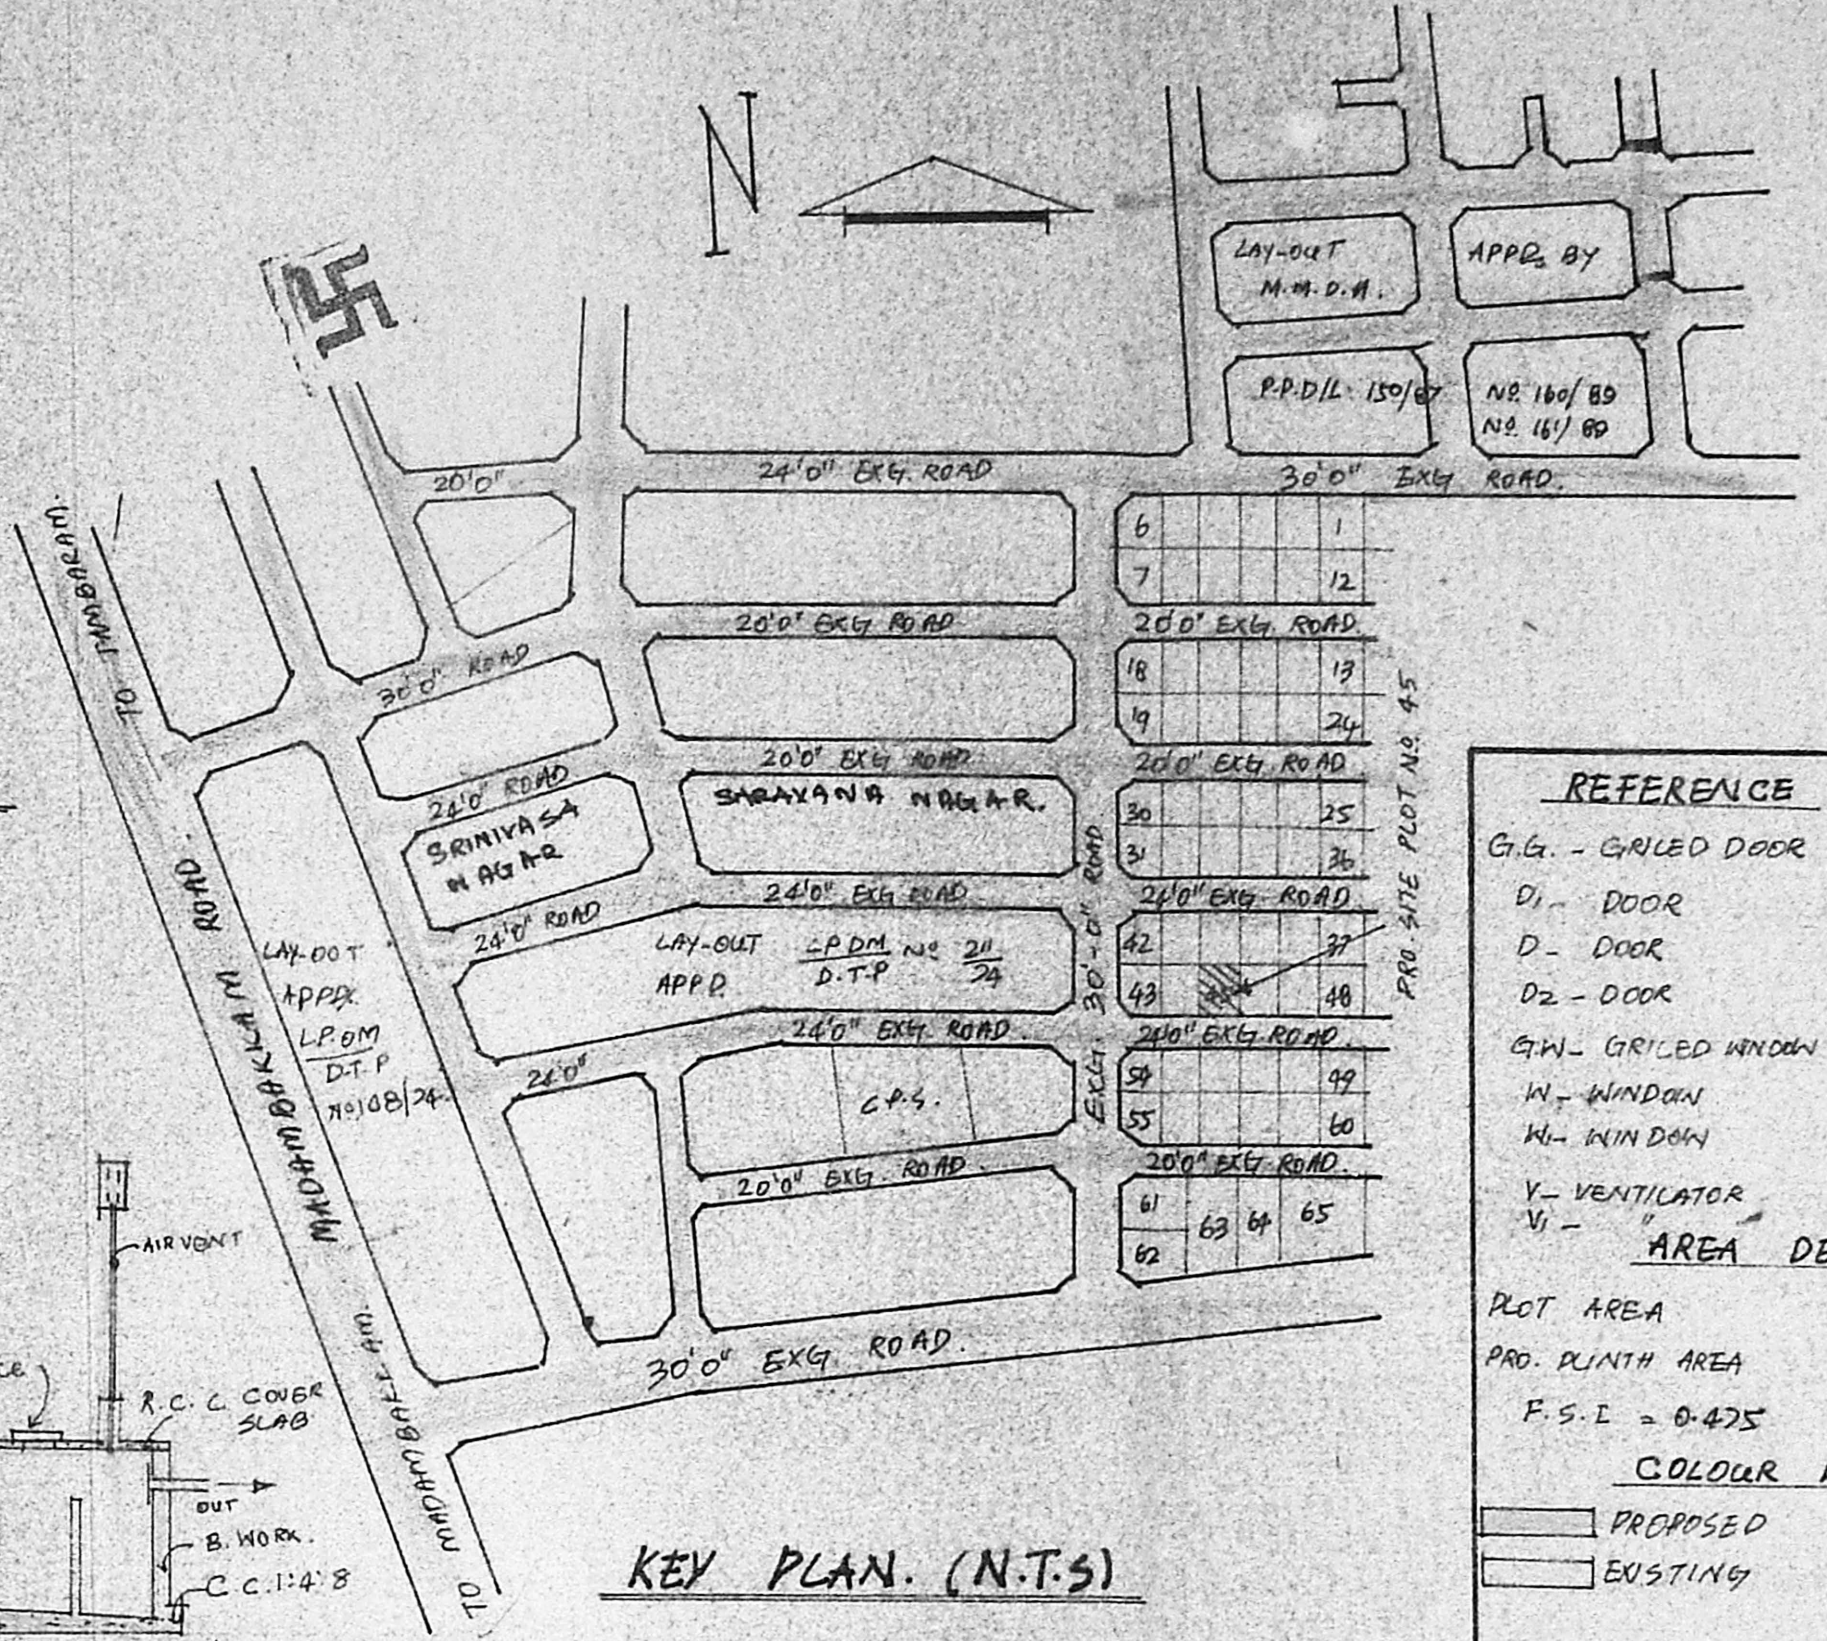 N
LAY-OUT
M.M.D.A.
APPD. BY
P.P.D/L. 150/87
Nº. 160/89
Nº. 161/89
20'0"
24'0" EXG. ROAD
30'0" EXG ROAD.
6
1
7
12
TO TAMBARAM.
20'0" EXG ROAD
20'0" EXG. ROAD.
30'0" ROAD
18
13
19
24
20'0" EXG ROAD
20'0" EXG. ROAD
PRO. SITE PLOT Nº 45
24'0" ROAD
SARAVANA NAGAR.
SRINIVASA
NAGAR
30
25
31
36
24'0" EXG ROAD
24'0" EXG. ROAD
24'0" ROAD
EXG. 30'-0" ROAD
LAY-OUT
APPD.
L.P.DM
D.T.P
Nº 108/74.
LAY-OUT
APPD.
L.P DM
D.T.P
Nº
42
37
43
48
24'0" EXG. ROAD.
24'0" EXG. ROAD.
24'0"
C.P.S.
54
49
55
60
20'0" EXG. ROAD.
20'0" EXG. ROAD.
61
62
63
64
65
MADHAMBAKKAM ROAD.
30'0" EXG. ROAD.
TO MADHAMBAKKAM.
AIR VENT
R.C.C COVER
SLAB
OUT
B. WORK.
C.C.1:4:8
KEY PLAN. (N.T.S)
REFERENCE
G.G. - GRILED DOOR
D1 - DOOR
D - DOOR
D2 - DOOR
G.W - GRILED WINDOW
W - WINDOW
W1 - WINDOW
V - VENTILATOR
V1 - "
AREA DE
PLOT AREA
PRO. PLINTH AREA
F.S.I = 0.475
COLOUR
PROPOSED
EXISTING